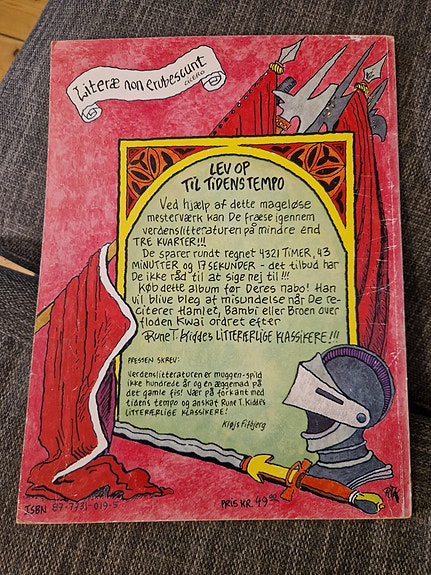 Literæ non erubescunt
CICERO
LEV OP
TIL TIDENS TEMPO
Ved hjælp af dette mageløse
mesterværk kan De fræse igennem
verdenslitteraturen på mindre end
TRE KVARTER!!!
De sparer rundt regnet 4321 TIMER, 43
MINUTTER og 17 SEKUNDER - det tilbud har
De ikke råd til at sige nej til!!!
Køb dette album før Deres nabo! Han
vil blive bleg af misundelse når De re-
citerer Hamlet, Bambi eller Broen over
floden Kwai ordret efter
Rune T. Kiddes LITTERÆRLIGE KLASSIKERE!!!
PRESSEN SKREV:
Verdenslitteraturen er muggen-spild
ikke hundrede år og en æggemad på
det gamle fis! Vær på forkant med
tidens tempo og anskaf Rune T. Kiddes
LITTERÆRLIGE KLASSIKERE!
Kløjs Fitbjerg
ISBN 87-7731-019-5
PRIS KR. 49.00